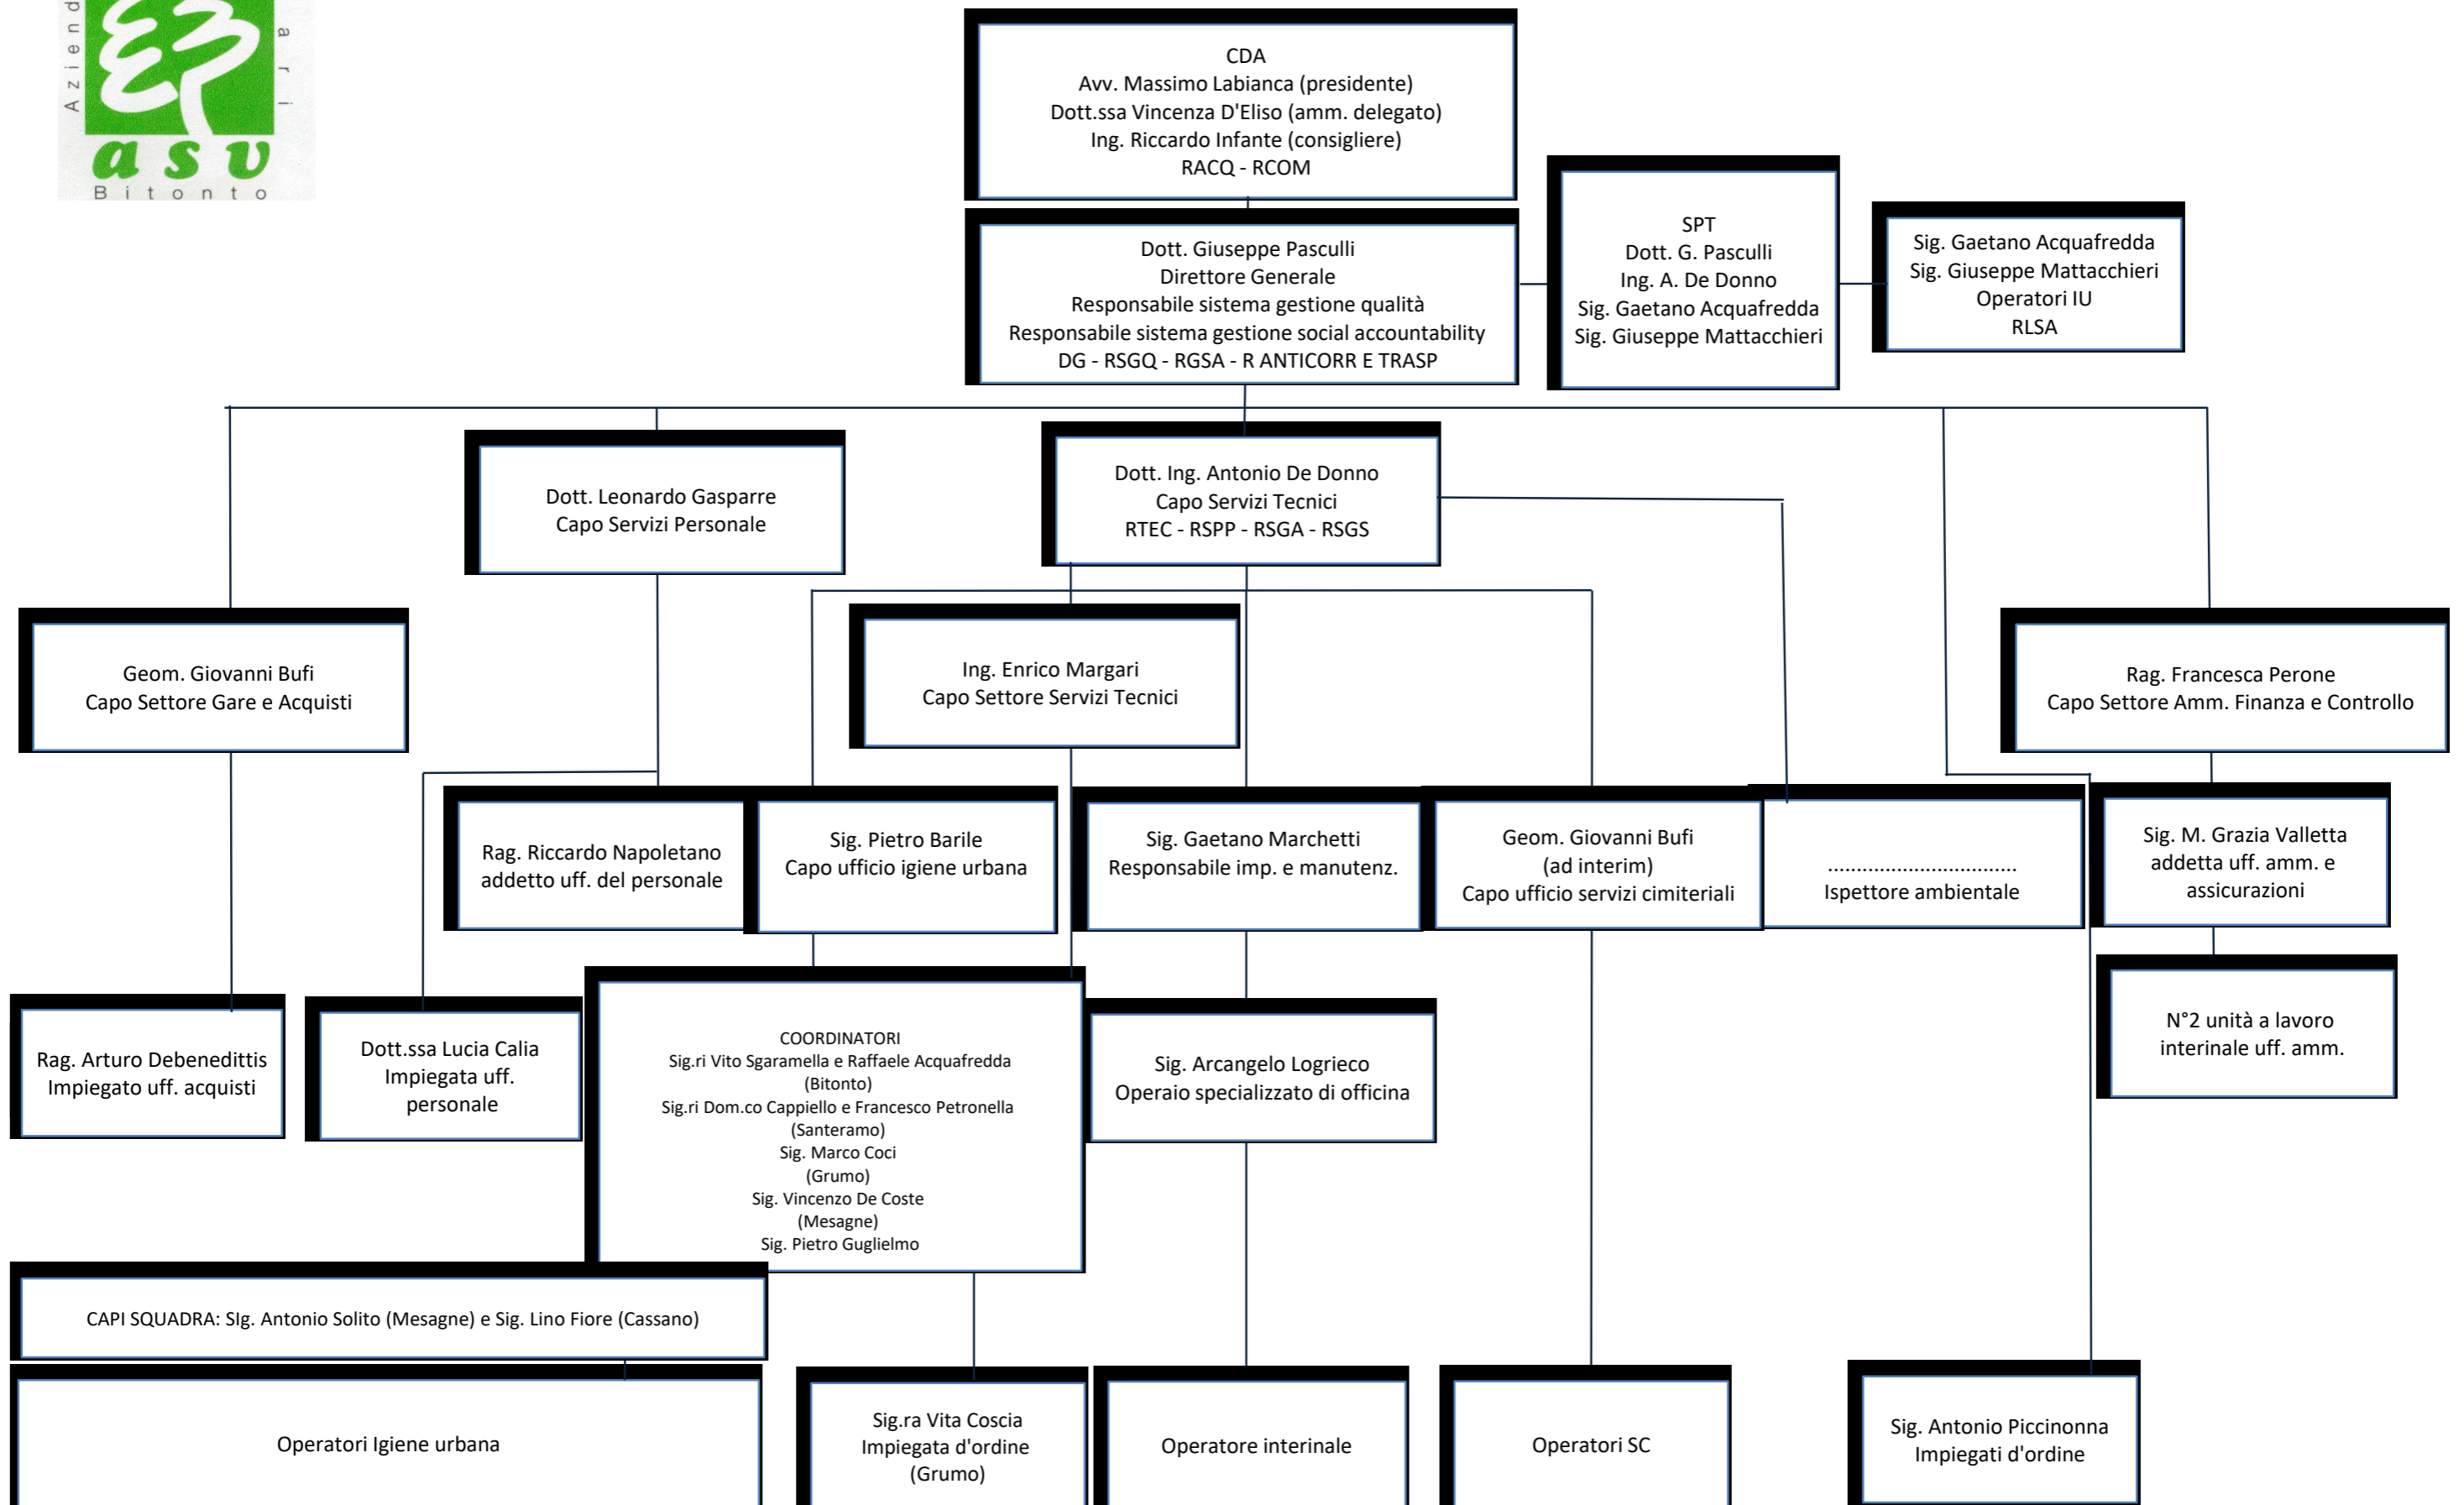 Aziend
ari
asv
Bitonto
CDA
Avv. Massimo Labianca (presidente)
Dott.ssa Vincenza D'Eliso (amm. delegato)
Ing. Riccardo Infante (consigliere)
RACQ - RCOM
Dott. Giuseppe Pasculli
Direttore Generale
Responsabile sistema gestione qualità
Responsabile sistema gestione social accountability
DG - RSGQ - RGSA - R ANTICORR E TRASP
SPT
Dott. G. Pasculli
Ing. A. De Donno
Sig. Gaetano Acquafredda
Sig. Giuseppe Mattacchieri
Sig. Gaetano Acquafredda
Sig. Giuseppe Mattacchieri
Operatori IU
RLSA
Dott. Leonardo Gasparre
Capo Servizi Personale
Dott. Ing. Antonio De Donno
Capo Servizi Tecnici
RTEC - RSPP - RSGA - RSGS
Geom. Giovanni Bufi
Capo Settore Gare e Acquisti
Ing. Enrico Margari
Capo Settore Servizi Tecnici
Rag. Francesca Perone
Capo Settore Amm. Finanza e Controllo
Rag. Riccardo Napoletano
addetto uff. del personale
Sig. Pietro Barile
Capo ufficio igiene urbana
Sig. Gaetano Marchetti
Responsabile imp. e manutenz.
Geom. Giovanni Bufi
(ad interim)
Capo ufficio servizi cimiteriali
.................................
Ispettore ambientale
Sig. M. Grazia Valletta
addetta uff. amm. e
assicurazioni
Rag. Arturo Debenedittis
Impiegato uff. acquisti
Dott.ssa Lucia Calia
Impiegata uff.
personale
COORDINATORI
Sig.ri Vito Sgaramella e Raffaele Acquafredda
(Bitonto)
Sig.ri Dom.co Cappiello e Francesco Petronella
(Santeramo)
Sig. Marco Coci
(Grumo)
Sig. Vincenzo De Coste
(Mesagne)
Sig. Pietro Guglielmo
Sig. Arcangelo Logrieco
Operaio specializzato di officina
N°2 unità a lavoro
interinale uff. amm.
CAPI SQUADRA: SIg. Antonio Solito (Mesagne) e Sig. Lino Fiore (Cassano)
Operatori Igiene urbana
Sig.ra Vita Coscia
Impiegata d'ordine
(Grumo)
Operatore interinale
Operatori SC
Sig. Antonio Piccinonna
Impiegati d'ordine